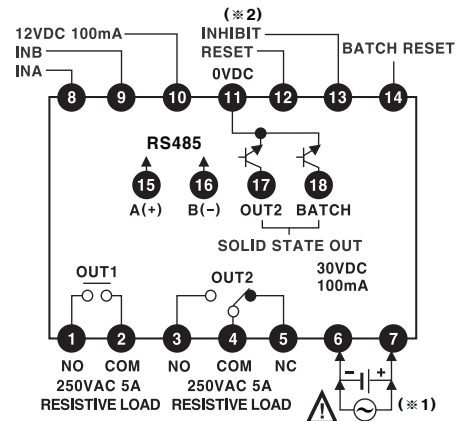 (※2)
12VDC 100mA
INHIBIT
INB
RESET
BATCH RESET
INA
0VDC
8 9 10 11 12 13 14
RS485
15 16 17 18
A(+) B(-) OUT2 BATCH
SOLID STATE OUT
30VDC
100mA
OUT1
OUT2
1 2 3 4 5 6 7
NO COM NO COM NC
- +
250VAC 5A 250VAC 5A
(※1)
RESISTIVE LOAD RESISTIVE LOAD
!